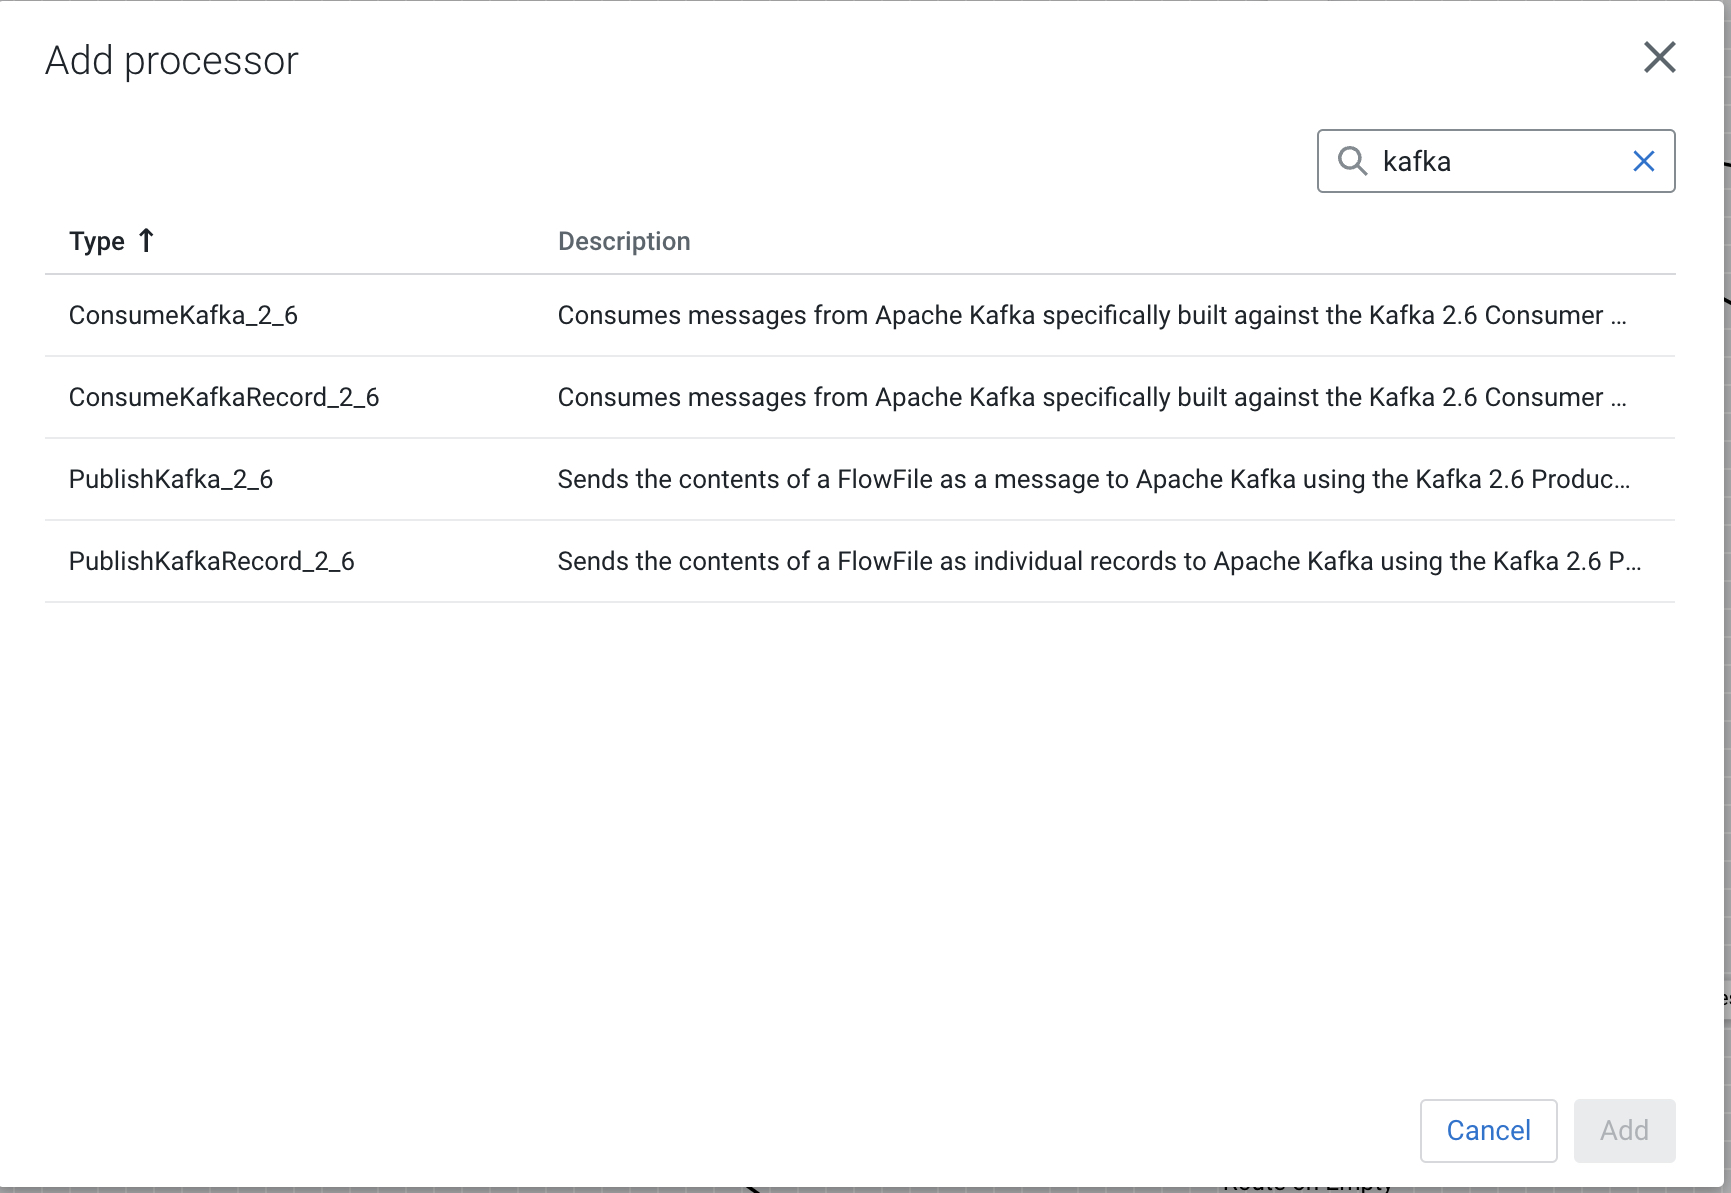 Add processor
kafka
Type ↑ Description
ConsumeKafka_2_6 Consumes messages from Apache Kafka specifically built against the Kafka 2.6 Consumer ...
ConsumeKafkaRecord_2_6 Consumes messages from Apache Kafka specifically built against the Kafka 2.6 Consumer ...
PublishKafka_2_6 Sends the contents of a FlowFile as a message to Apache Kafka using the Kafka 2.6 Produc...
PublishKafkaRecord_2_6 Sends the contents of a FlowFile as individual records to Apache Kafka using the Kafka 2.6 P...
Cancel Add